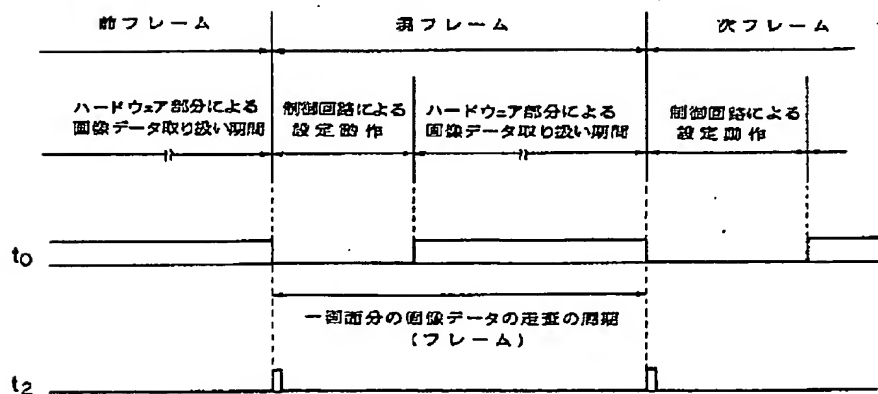 前フレーム 現フレーム 次フレーム
ハードウェア部分による 制御回路による ハードウェア部分による 制御回路による
画像データ取り扱い期間 設定動作 画像データ取り扱い期間 設定動作
t0
一画面分の画像データの走査の周期
(フレーム)
t2